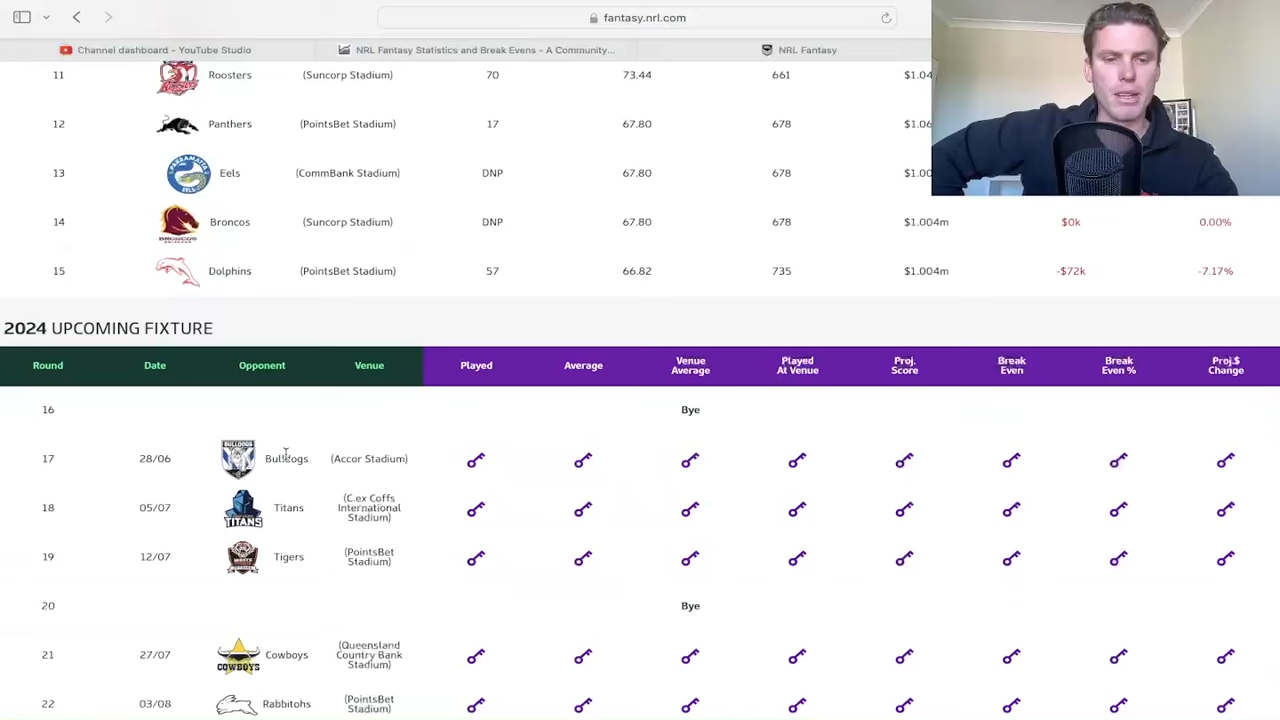 fantasy.nrl.com
Channel dashboard - YouTube Studio
NRL Fantasy Statistics and Break Evens - A Community...
NRL Fantasy
11 Roosters (Suncorp Stadium) 70 73.44 661
12 Panthers (PointsBet Stadium) 17 67.80 678
13 Eels (CommBank Stadium) DNP 67.80 678
14 Broncos (Suncorp Stadium) DNP 67.80 678 $1.004m $0k 0.00%
15 Dolphins (PointsBet Stadium) 57 66.82 735 $1.004m -$72k -7.17%
2024 UPCOMING FIXTURE
Round Date Opponent Venue Played Average Venue Average Played At Venue Proj. Score Break Even Break Even % Proj.$ Change
16 Bye
17 28/06 BULLDOGS Bulldogs (Accor Stadium)
18 05/07 TITANS Titans (C.ex Coffs International Stadium)
19 12/07 Tigers (PointsBet Stadium)
20 Bye
21 27/07 COWBOYS Cowboys (Queensland Country Bank Stadium)
22 03/08 Rabbitohs (PointsBet Stadium)